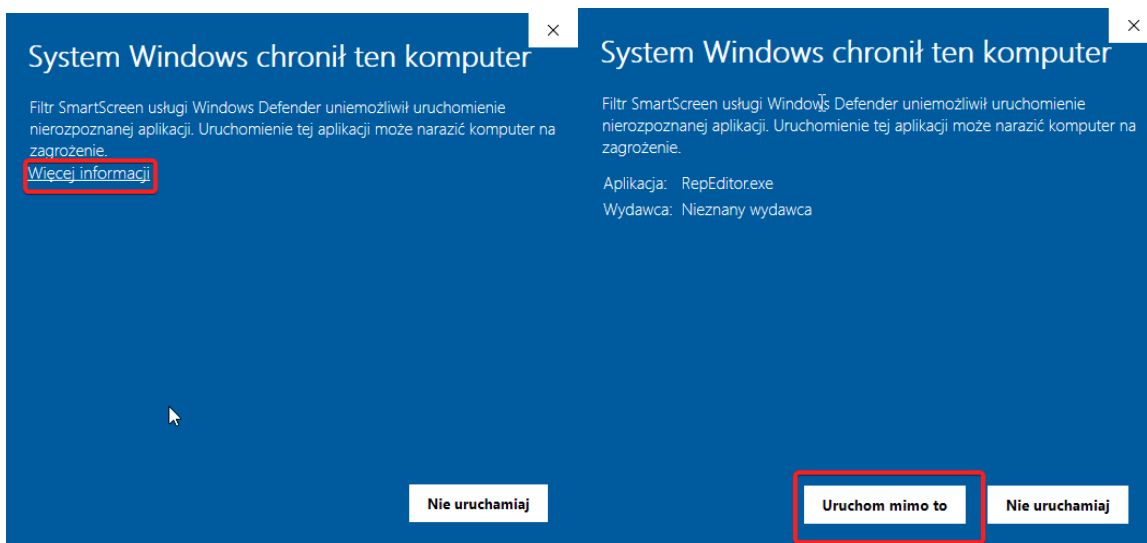 System Windows chronił ten komputer
Filtr SmartScreen usługi Windows Defender uniemożliwił uruchomienie
nierozpoznanej aplikacji. Uruchomienie tej aplikacji może narazić komputer na
zagrożenie.
Więcej informacji
Nie uruchamiaj
System Windows chronił ten komputer
Filtr SmartScreen usługi Windows Defender uniemożliwił uruchomienie
nierozpoznanej aplikacji. Uruchomienie tej aplikacji może narazić komputer na
zagrożenie.
Aplikacja: RepEditor.exe
Wydawca: Nieznany wydawca
Uruchom mimo to Nie uruchamiaj